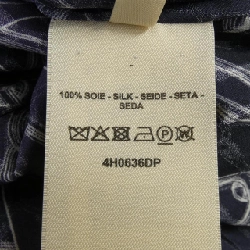 100% SOIE - SILK - SEIDE - SETA -
SEDA
4H0636DP